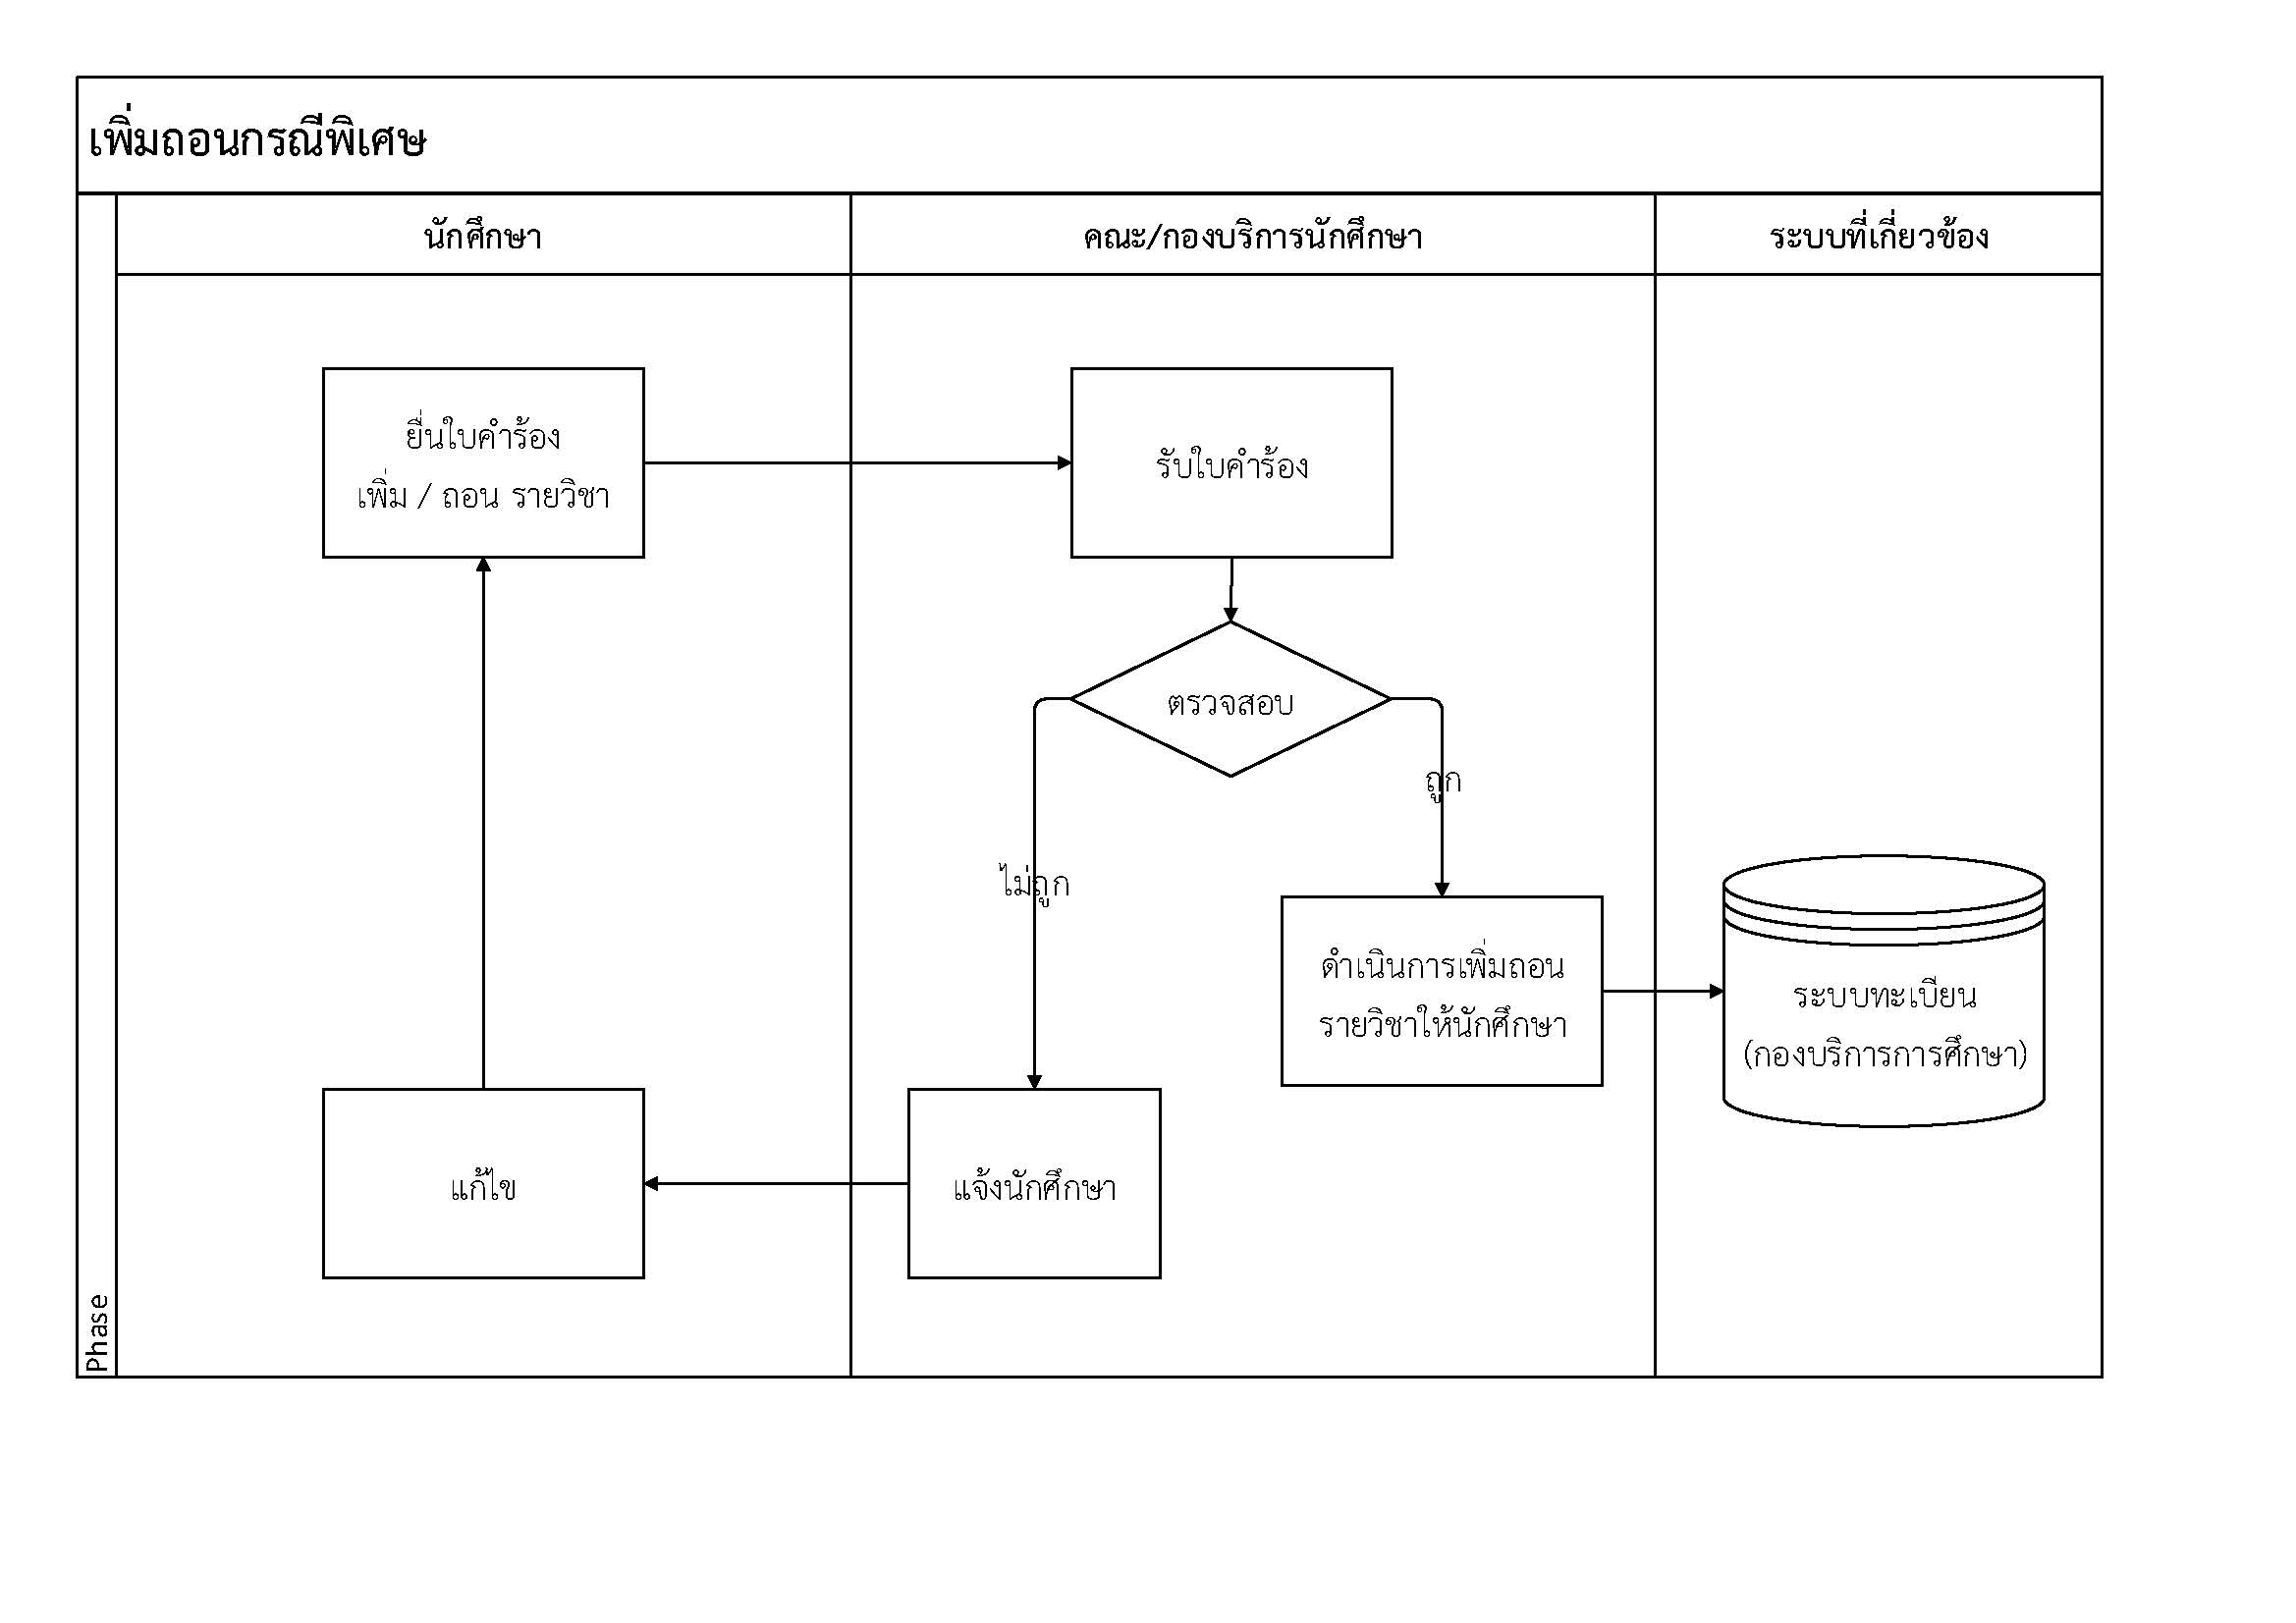 เพิ่มถอนกรณีพิเศษ
นักศึกษา
คณะ/กองบริการนักศึกษา
ระบบที่เกี่ยวข้อง
ยื่นใบคำร้อง
เพิ่ม / ถอน รายวิชา
รับใบคำร้อง
ตรวจสอบ
ถูก
ไม่ถูก
ดำเนินการเพิ่มถอน
รายวิชาให้นักศึกษา
ระบบทะเบียน
(กองบริการการศึกษา)
แก้ไข
แจ้งนักศึกษา
Phase